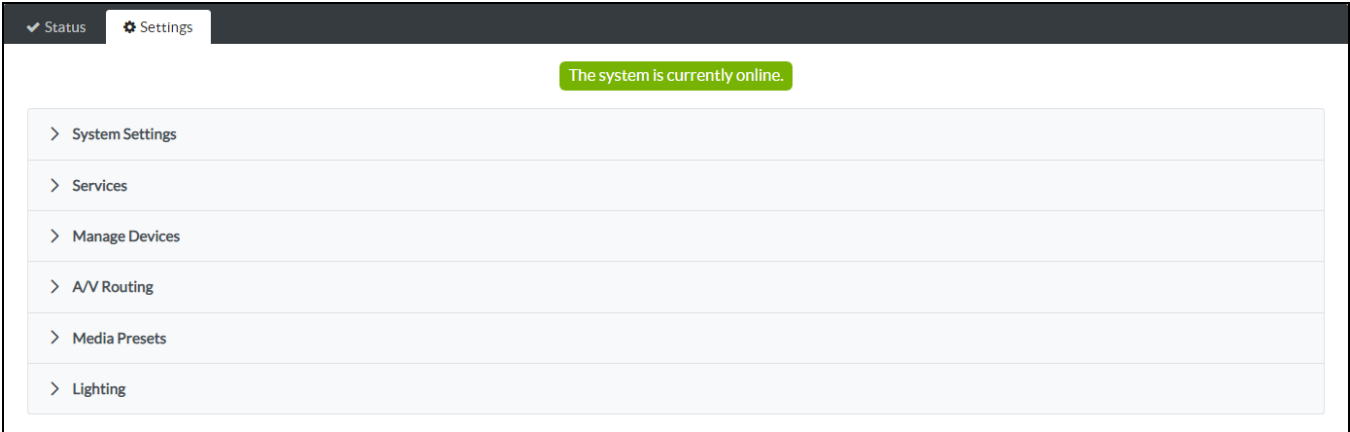 Status Settings
The system is currently online.
System Settings
Services
Manage Devices
A/V Routing
Media Presets
Lighting